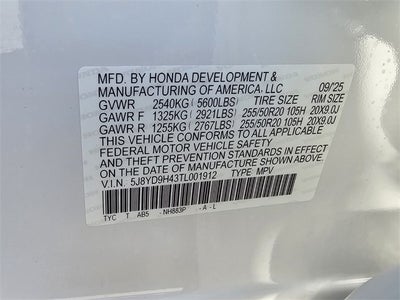 MFD. BY HONDA DEVELOPMENT &
MANUFACTURING OF AMERICA, LLC 09/25
GVWR 2540KG (5600LBS) TIRE SIZE RIM SIZE
GAWR F 1325KG (2921LBS) 255/50R20 105H 20X9.0J
GAWR R 1255KG (2767LBS) 255/50R20 105H 20X9.0J
THIS VEHICLE CONFORMS TO ALL APPLICABLE
FEDERAL MOTOR VEHICLE SAFETY
STANDARDS IN EFFECT
ON THE DATE OF MANUFACTURE SHOWN ABOVE.
V.I.N. 5J8YD9H43TL001912 TYPE MPV
TYC T AB5 -NH883P -A-L